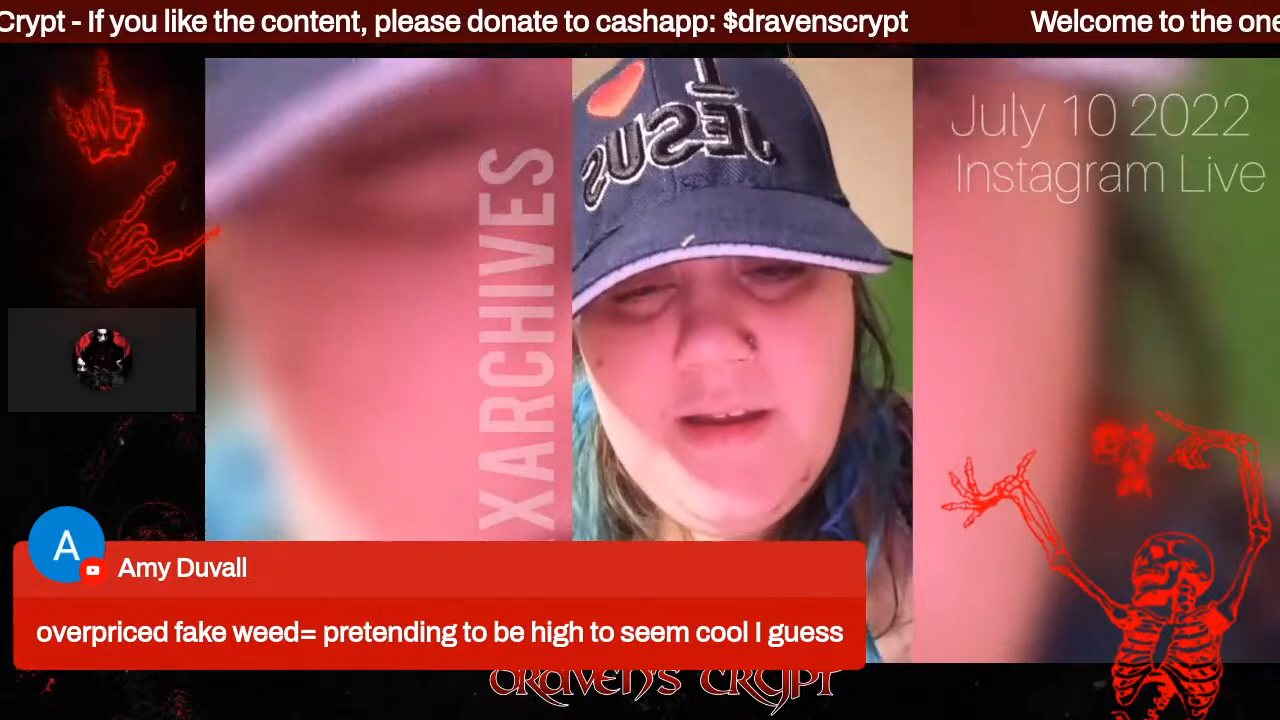 Crypt - If you like the content, please donate to cashapp: $dravenscrypt Welcome to the one
I
JESUS
July 10 2022
Instagram Live
XARCHIVES
A
Amy Duvall
overpriced fake weed= pretending to be high to seem cool I guess
DRAVEN'S CRYPT